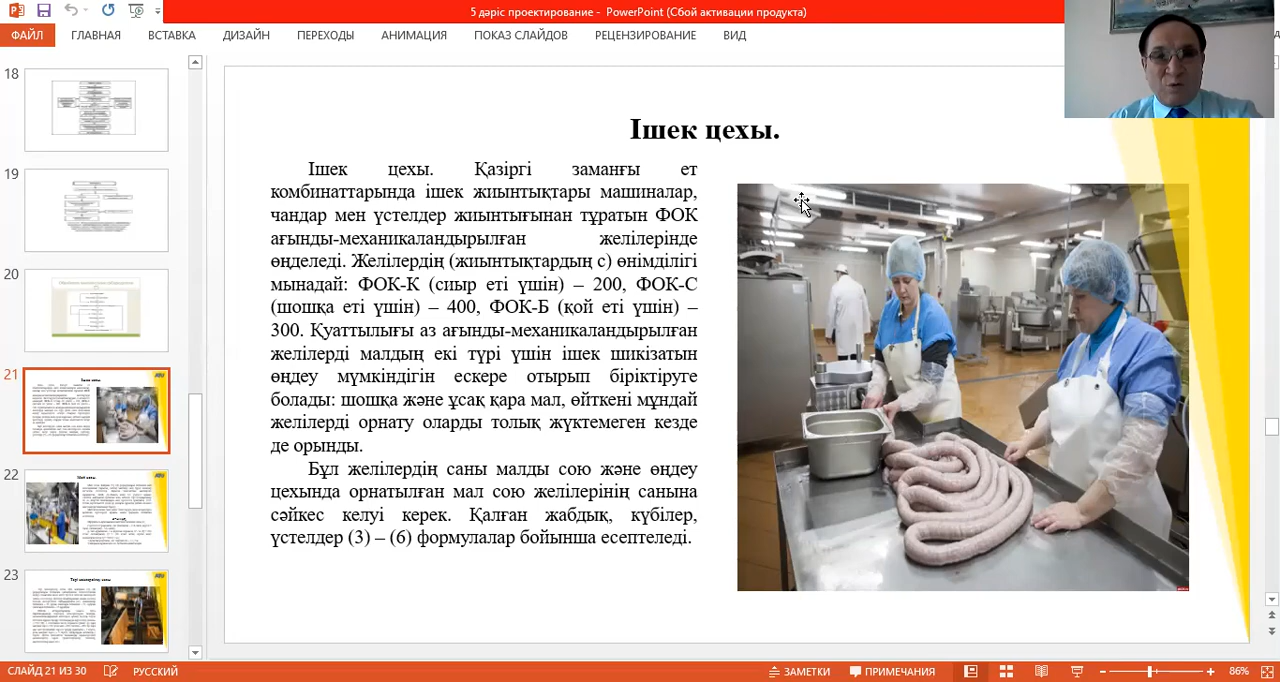 5 дәріс проектирование - PowerPoint (Сбой активации продукта)
ФАЙЛ ГЛАВНАЯ ВСТАВКА ДИЗАЙН ПЕРЕХОДЫ АНИМАЦИЯ ПОКАЗ СЛАЙДОВ РЕЦЕНЗИРОВАНИЕ ВИД
18
19
20
21
22
23
Ішек цехы.
Ішек цехы. Қазіргі заманғы ет
комбинаттарында ішек жиынтықтары машиналар,
чандар мен үстелдер жиынтығынан тұратын ФОК
ағынды-механикаландырылған желілерінде
өңделеді. Желілердің (жиынтықтардың с) өнімділігі
мынадай: ФОК-К (сиыр еті үшін) – 200, ФОК-С
(шошқа еті үшін) – 400, ФОК-Б (қой еті үшін) –
300. Қуаттылығы аз ағынды-механикаландырылған
желілерді малдың екі түрі үшін ішек шикізатын
өңдеу мүмкіндігін ескере отырып біріктіруге
болады: шошқа және ұсақ қара мал, өйткені мұндай
желілерді орнату оларды толық жүктемеген кезде
де орынды.
Бұл желілердің саны малды сою және өңдеу
цехында орнатылған мал сою желілерінің санына
сәйкес келуі керек. Қалған жабдық, күбілер,
үстелдер (3) – (6) формулалар бойынша есептеледі.
СЛАЙД 21 ИЗ 30 РУССКИЙ ЗАМЕТКИ ПРИМЕЧАНИЯ 86%